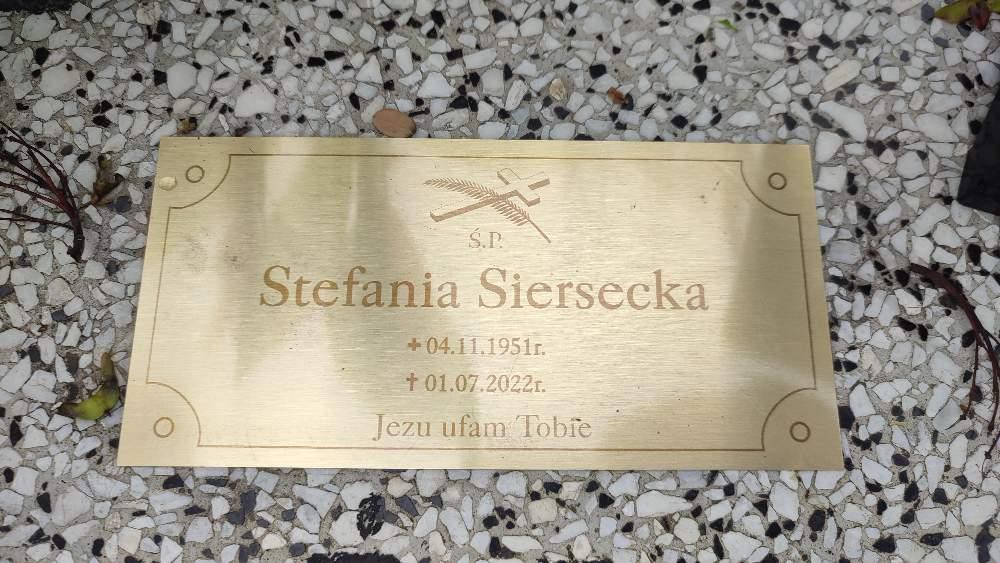 Ś.P.
Stefania Siersecka
+ 04.11.1951r.
† 01.07.2022r.
Jezu ufam Tobie